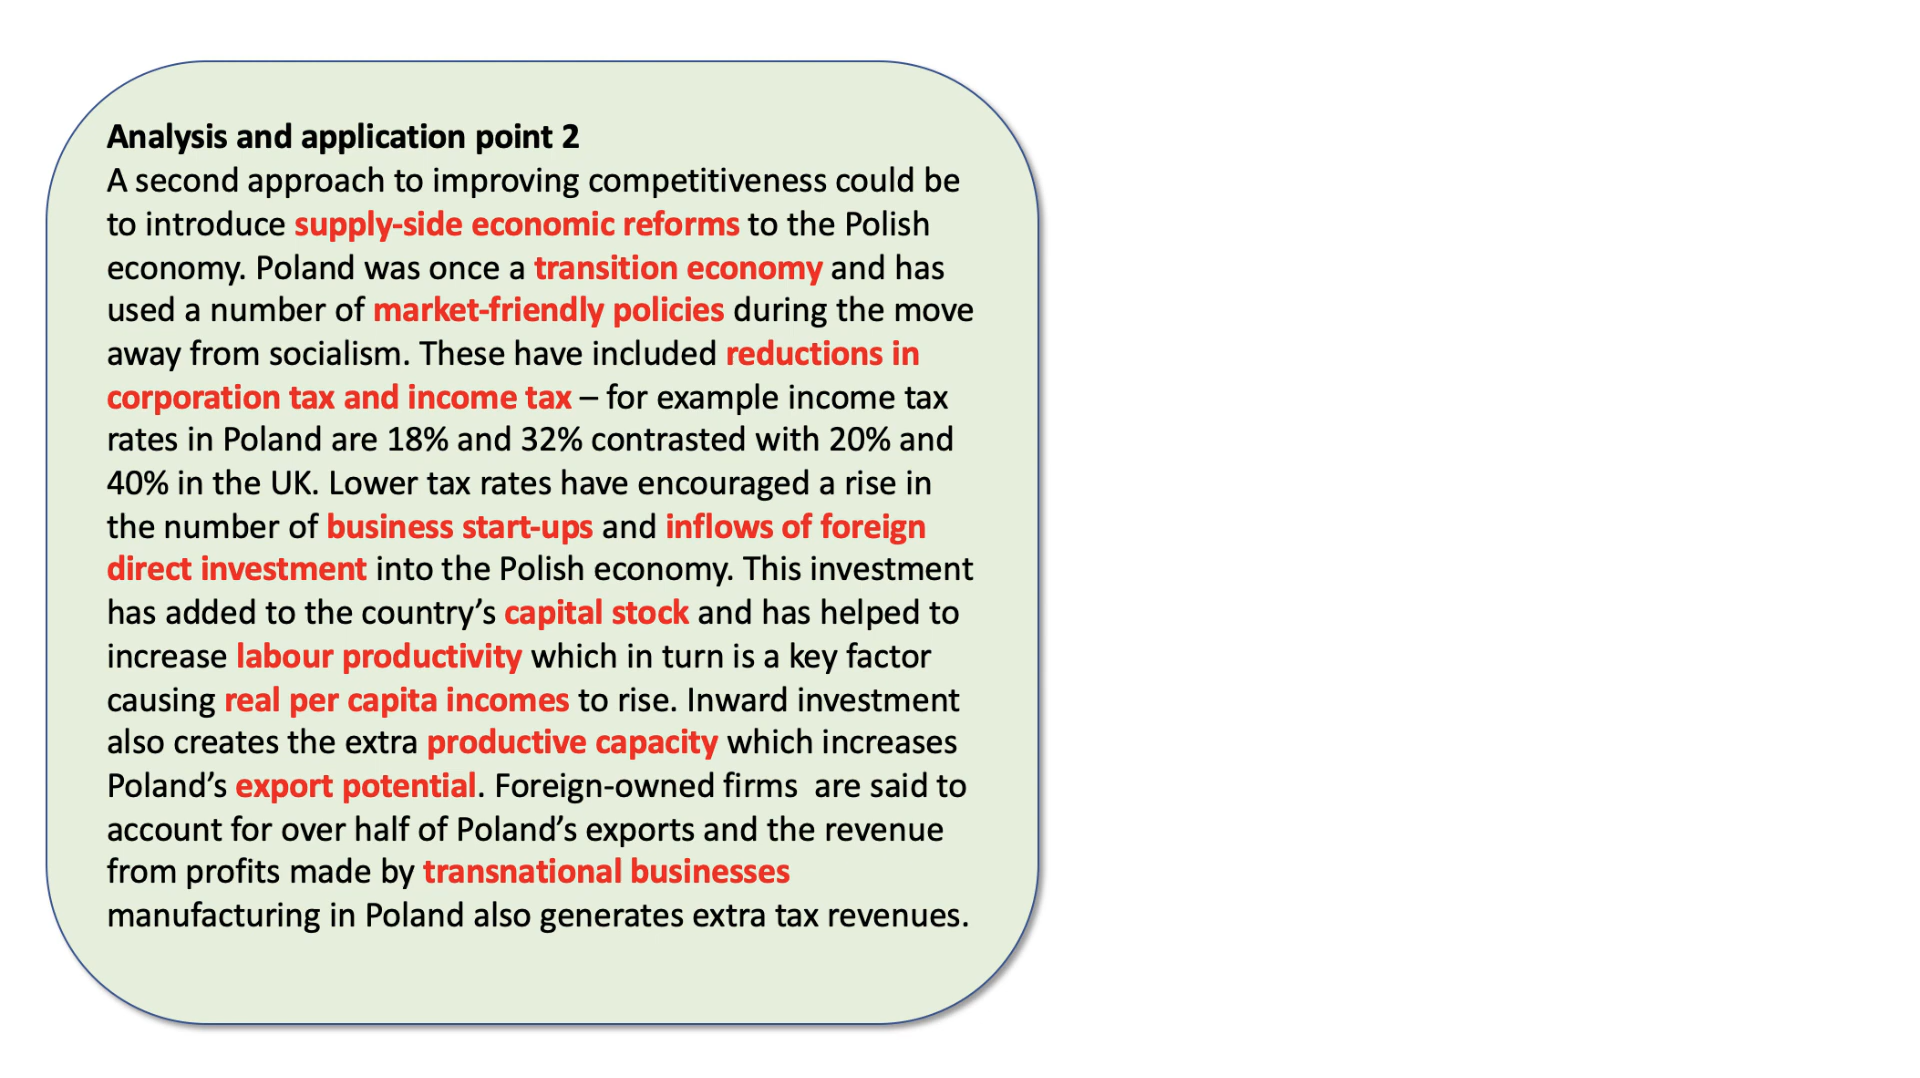 Analysis and application point 2
A second approach to improving competitiveness could be
to introduce supply-side economic reforms to the Polish
economy. Poland was once a transition economy and has
used a number of market-friendly policies during the move
away from socialism. These have included reductions in
corporation tax and income tax – for example income tax
rates in Poland are 18% and 32% contrasted with 20% and
40% in the UK. Lower tax rates have encouraged a rise in
the number of business start-ups and inflows of foreign
direct investment into the Polish economy. This investment
has added to the country’s capital stock and has helped to
increase labour productivity which in turn is a key factor
causing real per capita incomes to rise. Inward investment
also creates the extra productive capacity which increases
Poland’s export potential. Foreign-owned firms  are said to
account for over half of Poland’s exports and the revenue
from profits made by transnational businesses
manufacturing in Poland also generates extra tax revenues.